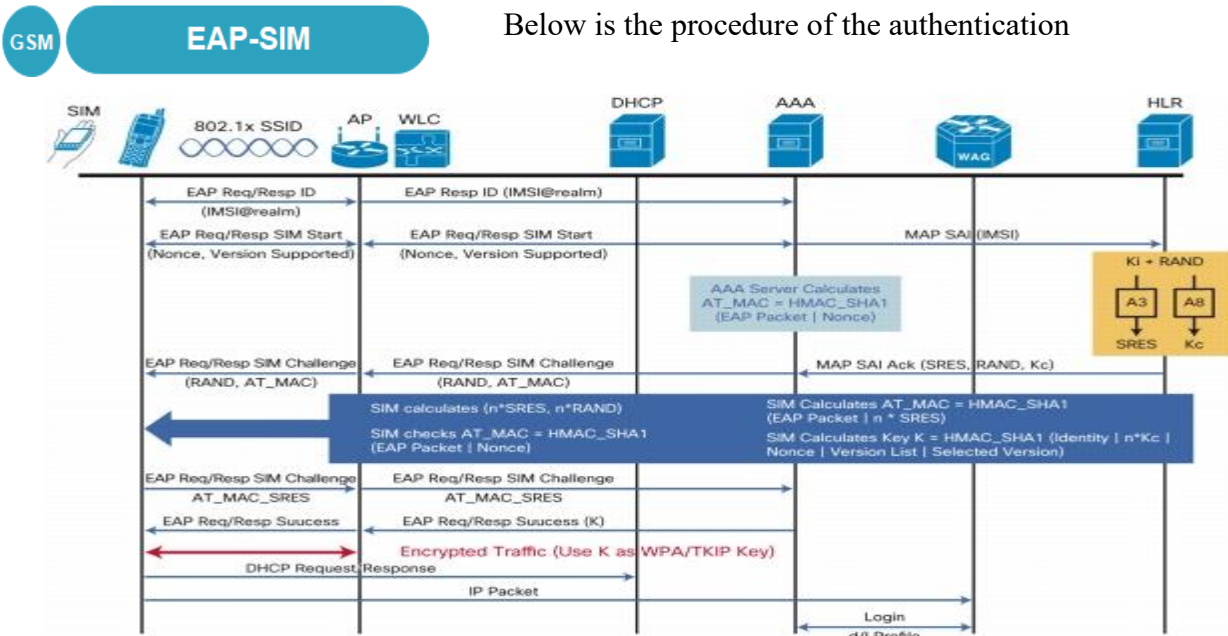 GSM
EAP-SIM
Below is the procedure of the authentication
SIM
802.1x SSID
AP
WLC
DHCP
AAA
WAG
HLR
EAP Req/Resp ID
(IMSI@realm)
EAP Resp ID (IMSI@realm)
EAP Req/Resp SIM Start
(Nonce, Version Supported)
EAP Req/Resp SIM Start
(Nonce, Version Supported)
MAP SAI (IMSI)
Ki + RAND
A3
A8
SRES
Kc
AAA Server Calculates
AT_MAC = HMAC_SHA1
(EAP Packet | Nonce)
EAP Req/Resp SIM Challenge
(RAND, AT_MAC)
EAP Req/Resp SIM Challenge
(RAND, AT_MAC)
MAP SAI Ack (SRES, RAND, Kc)
SIM calculates (n*SRES, n*RAND)
SIM checks AT_MAC = HMAC_SHA1
(EAP Packet | Nonce)
SIM Calculates AT_MAC = HMAC_SHA1
(EAP Packet | n * SRES)
SIM Calculates Key K = HMAC_SHA1 (Identity | n*Kc |
Nonce | Version List | Selected Version)
EAP Req/Resp SIM Challenge
AT_MAC_SRES
EAP Req/Resp SIM Challenge
AT_MAC_SRES
EAP Req/Resp Suucess
EAP Req/Resp Suucess (K)
Encrypted Traffic (Use K as WPA/TKIP Key)
DHCP Request/Response
IP Packet
Login
d/l Profile